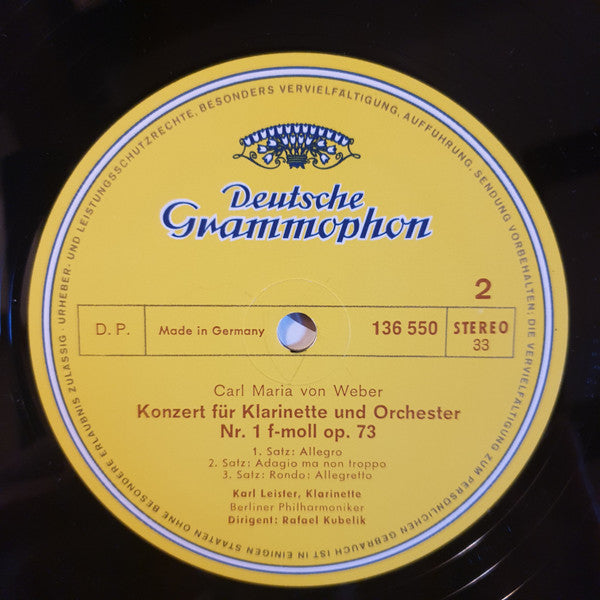 URHEBER- UND LEISTUNGSSCHUTZRECHTE, BESONDERS VERVIELFÄLTIGUNG, AUFFÜHRUNG, SENDUNG VORBEHALTEN; DIE VERVIELFÄLTIGUNG ZUM PERSÖNLICHEN GEBRAUCH IST IN EINIGEN STAATEN OHNE BESONDERE ERLAUBNIS ZULÄSSIG ·
Deutsche
Grammophon
2
D. P. Made in Germany 136 550 STEREO
33
Carl Maria von Weber
Konzert für Klarinette und Orchester
Nr. 1 f-moll op. 73
1. Satz: Allegro
2. Satz: Adagio ma non troppo
3. Satz: Rondo: Allegretto
Karl Leister, Klarinette
Berliner Philharmoniker
Dirigent: Rafael Kubelik